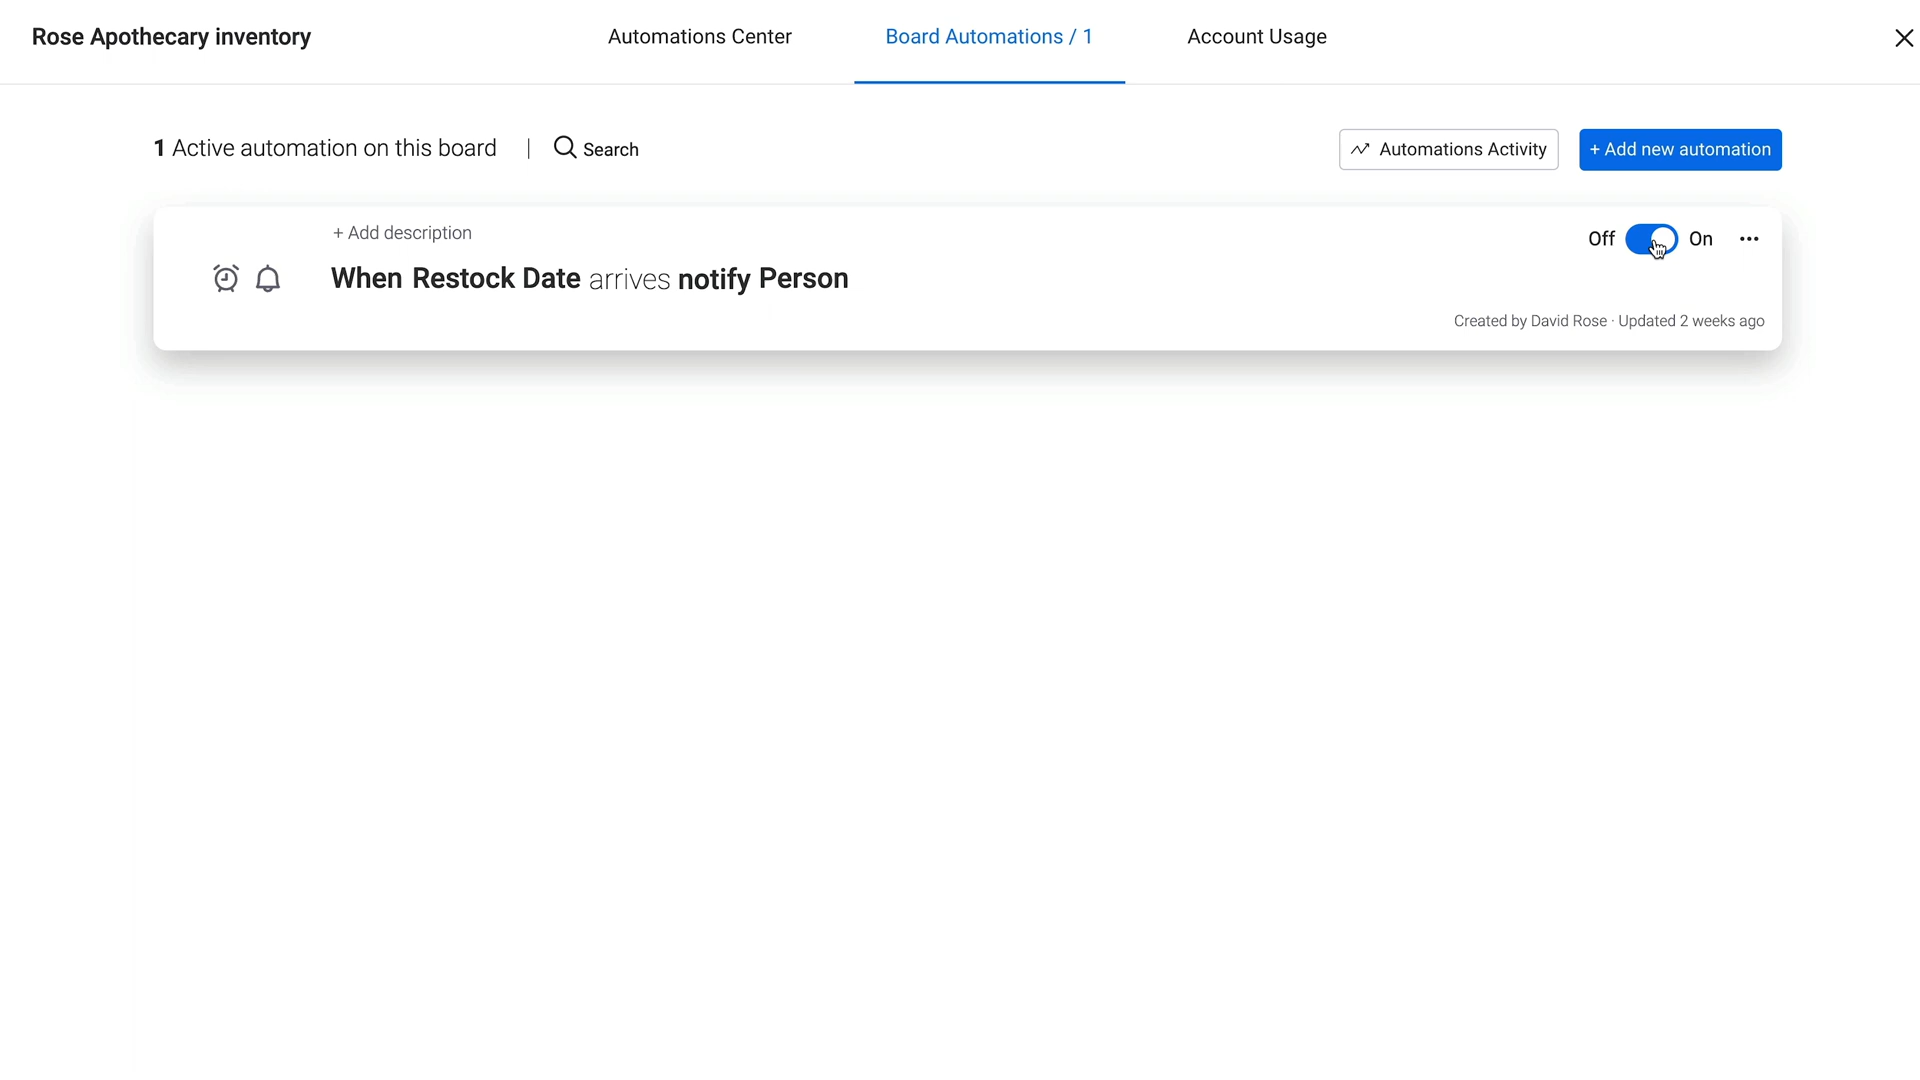 Rose Apothecary inventory
Automations Center
Board Automations / 1
Account Usage
1 Active automation on this board | Search
Automations Activity
+ Add new automation
+ Add description
Off On
When Restock Date arrives notify Person
Created by David Rose · Updated 2 weeks ago